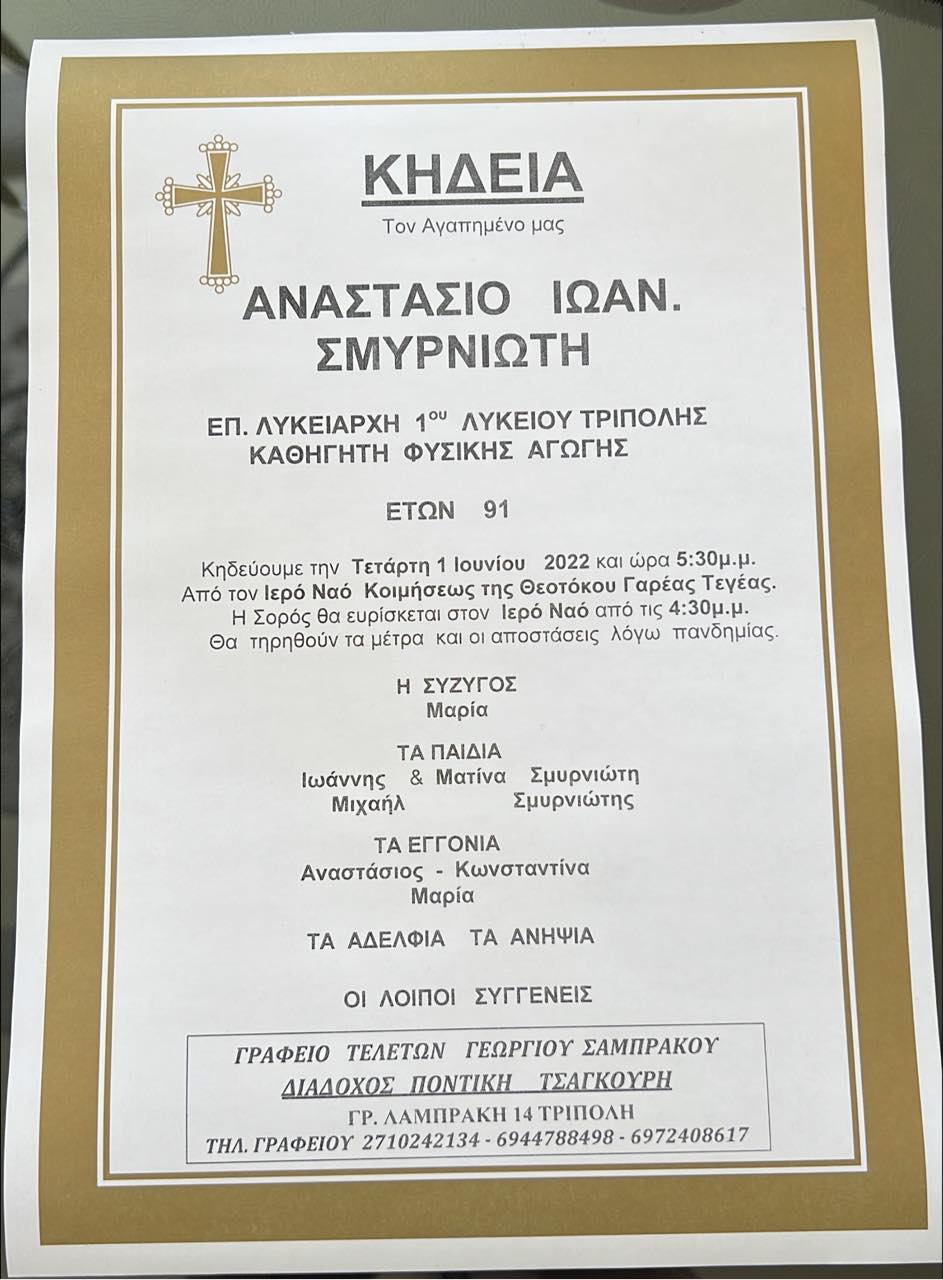 ΚΗΔΕΙΑ
Τον Αγαπημένο μας
ΑΝΑΣΤΑΣΙΟ ΙΩΑΝ.
ΣΜΥΡΝΙΩΤΗ
ΕΠ. ΛΥΚΕΙΑΡΧΗ 1ου ΛΥΚΕΙΟΥ ΤΡΙΠΟΛΗΣ
ΚΑΘΗΓΗΤΗ ΦΥΣΙΚΗΣ ΑΓΩΓΗΣ
ΕΤΩΝ 91
Κηδεύουμε την Τετάρτη 1 Ιουνίου 2022 και ώρα 5:30μ.μ.
Από τον Ιερό Ναό Κοιμήσεως της Θεοτόκου Γαρέας Τεγέας.
Η Σορός θα ευρίσκεται στον Ιερό Ναό από τις 4:30μ.μ.
Θα τηρηθούν τα μέτρα και οι αποστάσεις λόγω πανδημίας.
Η ΣΥΖΥΓΟΣ
Μαρία
ΤΑ ΠΑΙΔΙΑ
Ιωάννης & Ματίνα Σμυρνιώτη
Μιχαήλ Σμυρνιώτης
ΤΑ ΕΓΓΟΝΙΑ
Αναστάσιος - Κωνσταντίνα
Μαρία
ΤΑ ΑΔΕΛΦΙΑ ΤΑ ΑΝΗΨΙΑ
ΟΙ ΛΟΙΠΟΙ ΣΥΓΓΕΝΕΙΣ
ΓΡΑΦΕΙΟ ΤΕΛΕΤΩΝ ΓΕΩΡΓΙΟΥ ΣΑΜΠΡΑΚΟΥ
ΔΙΑΔΟΧΟΣ ΠΟΝΤΙΚΗ ΤΣΑΓΚΟΥΡΗ
ΓΡ. ΛΑΜΠΡΑΚΗ 14 ΤΡΙΠΟΛΗ
ΤΗΛ. ΓΡΑΦΕΙΟΥ 2710242134 - 6944788498 - 6972408617